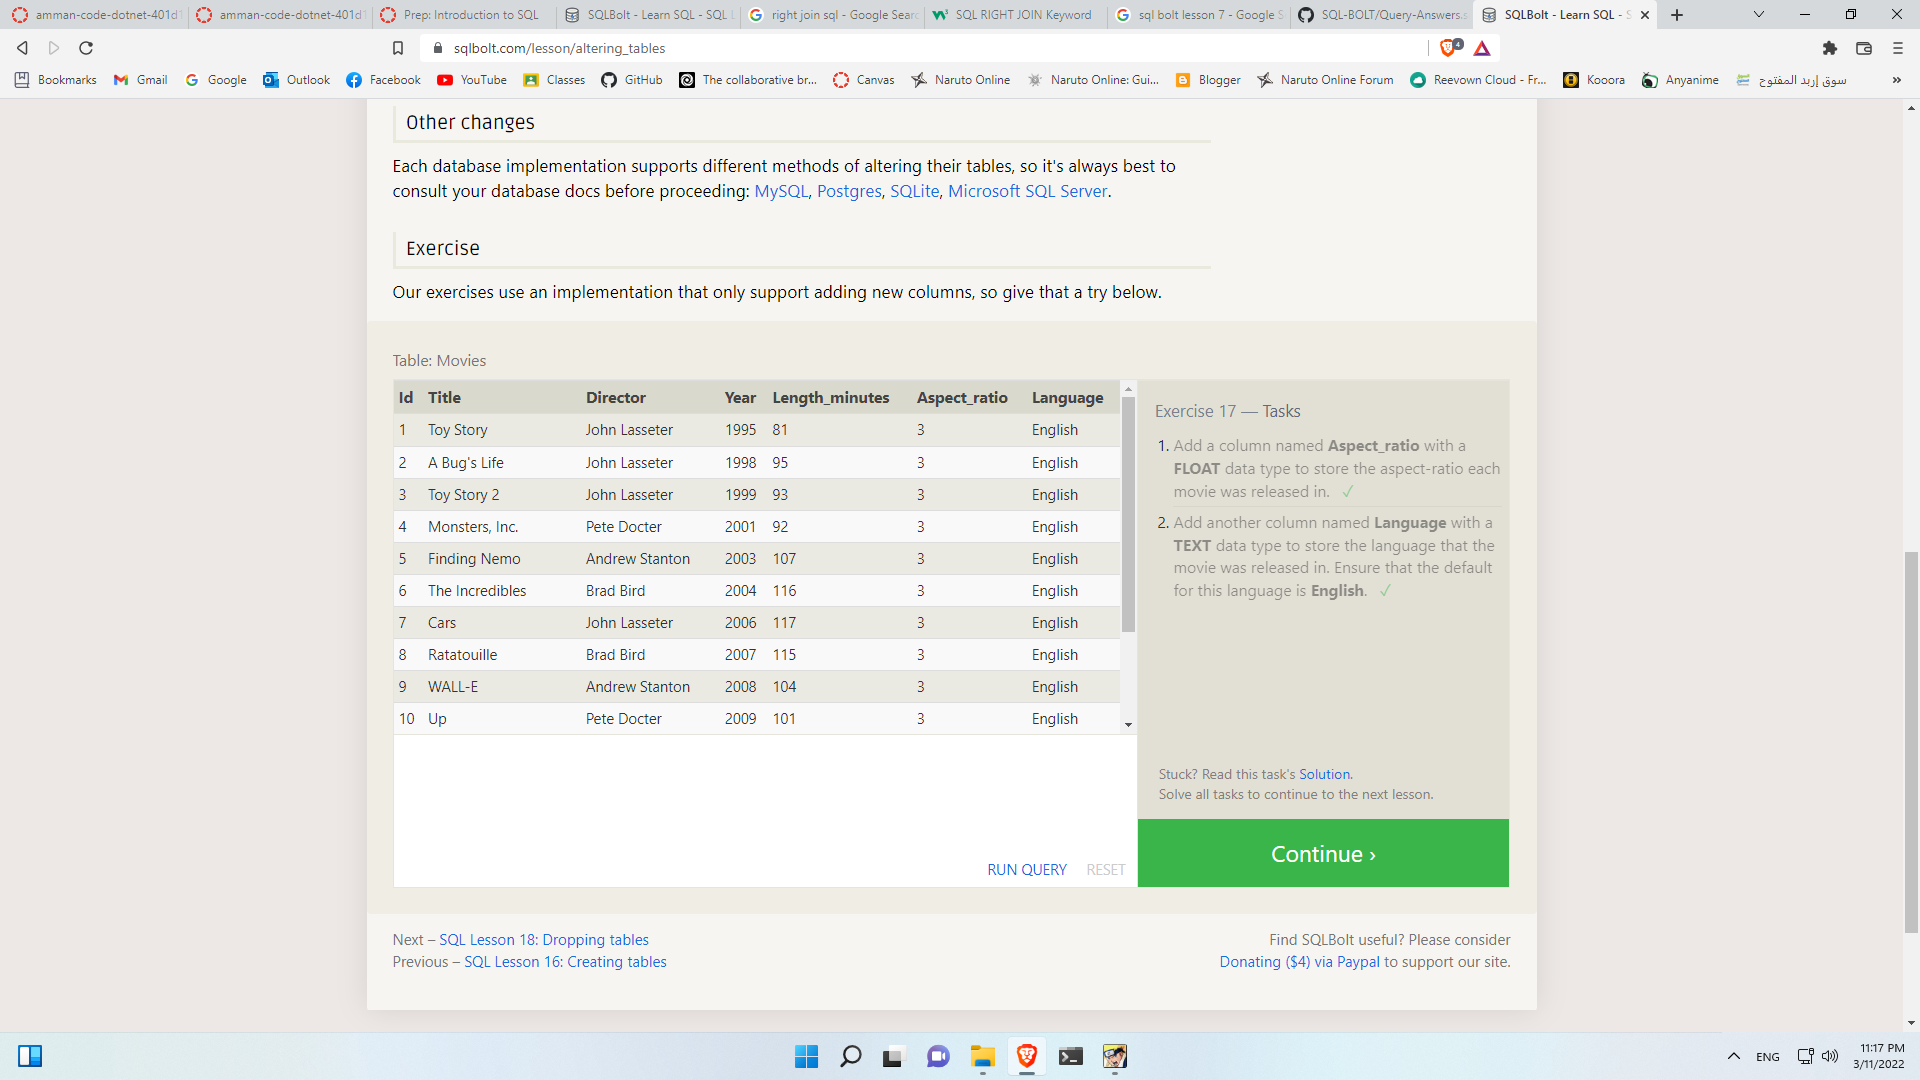 amman-code-dotnet-401d1
amman-code-dotnet-401d1
Prep: Introduction to SQL
SQLBolt - Learn SQL - SQL L
right join sql - Google Searc
SQL RIGHT JOIN Keyword
sql bolt lesson 7 - Google S
SQL-BOLT/Query-Answers.s
SQLBolt - Learn SQL - S
sqlbolt.com/lesson/altering_tables
4
Bookmarks
Gmail
Google
Outlook
Facebook
YouTube
Classes
GitHub
The collaborative br...
Canvas
Naruto Online
Naruto Online: Gui...
Blogger
Naruto Online Forum
Reevown Cloud - Fr...
Kooora
Anyanime
سوق إربد المفتوح
»
Other changes
Each database implementation supports different methods of altering their tables, so it's always best to
consult your database docs before proceeding: MySQL, Postgres, SQLite, Microsoft SQL Server.
Exercise
Our exercises use an implementation that only support adding new columns, so give that a try below.
Table: Movies
Id Title Director Year Length_minutes Aspect_ratio Language
1 Toy Story John Lasseter 1995 81 3 English
2 A Bug's Life John Lasseter 1998 95 3 English
3 Toy Story 2 John Lasseter 1999 93 3 English
4 Monsters, Inc. Pete Docter 2001 92 3 English
5 Finding Nemo Andrew Stanton 2003 107 3 English
6 The Incredibles Brad Bird 2004 116 3 English
7 Cars John Lasseter 2006 117 3 English
8 Ratatouille Brad Bird 2007 115 3 English
9 WALL-E Andrew Stanton 2008 104 3 English
10 Up Pete Docter 2009 101 3 English
RUN QUERY RESET
Exercise 17 — Tasks
1. Add a column named Aspect_ratio with a
FLOAT data type to store the aspect-ratio each
movie was released in. ✓
2. Add another column named Language with a
TEXT data type to store the language that the
movie was released in. Ensure that the default
for this language is English. ✓
Stuck? Read this task's Solution.
Solve all tasks to continue to the next lesson.
Continue ›
Next – SQL Lesson 18: Dropping tables
Previous – SQL Lesson 16: Creating tables
Find SQLBolt useful? Please consider
Donating ($4) via Paypal to support our site.
ENG
11:17 PM
3/11/2022